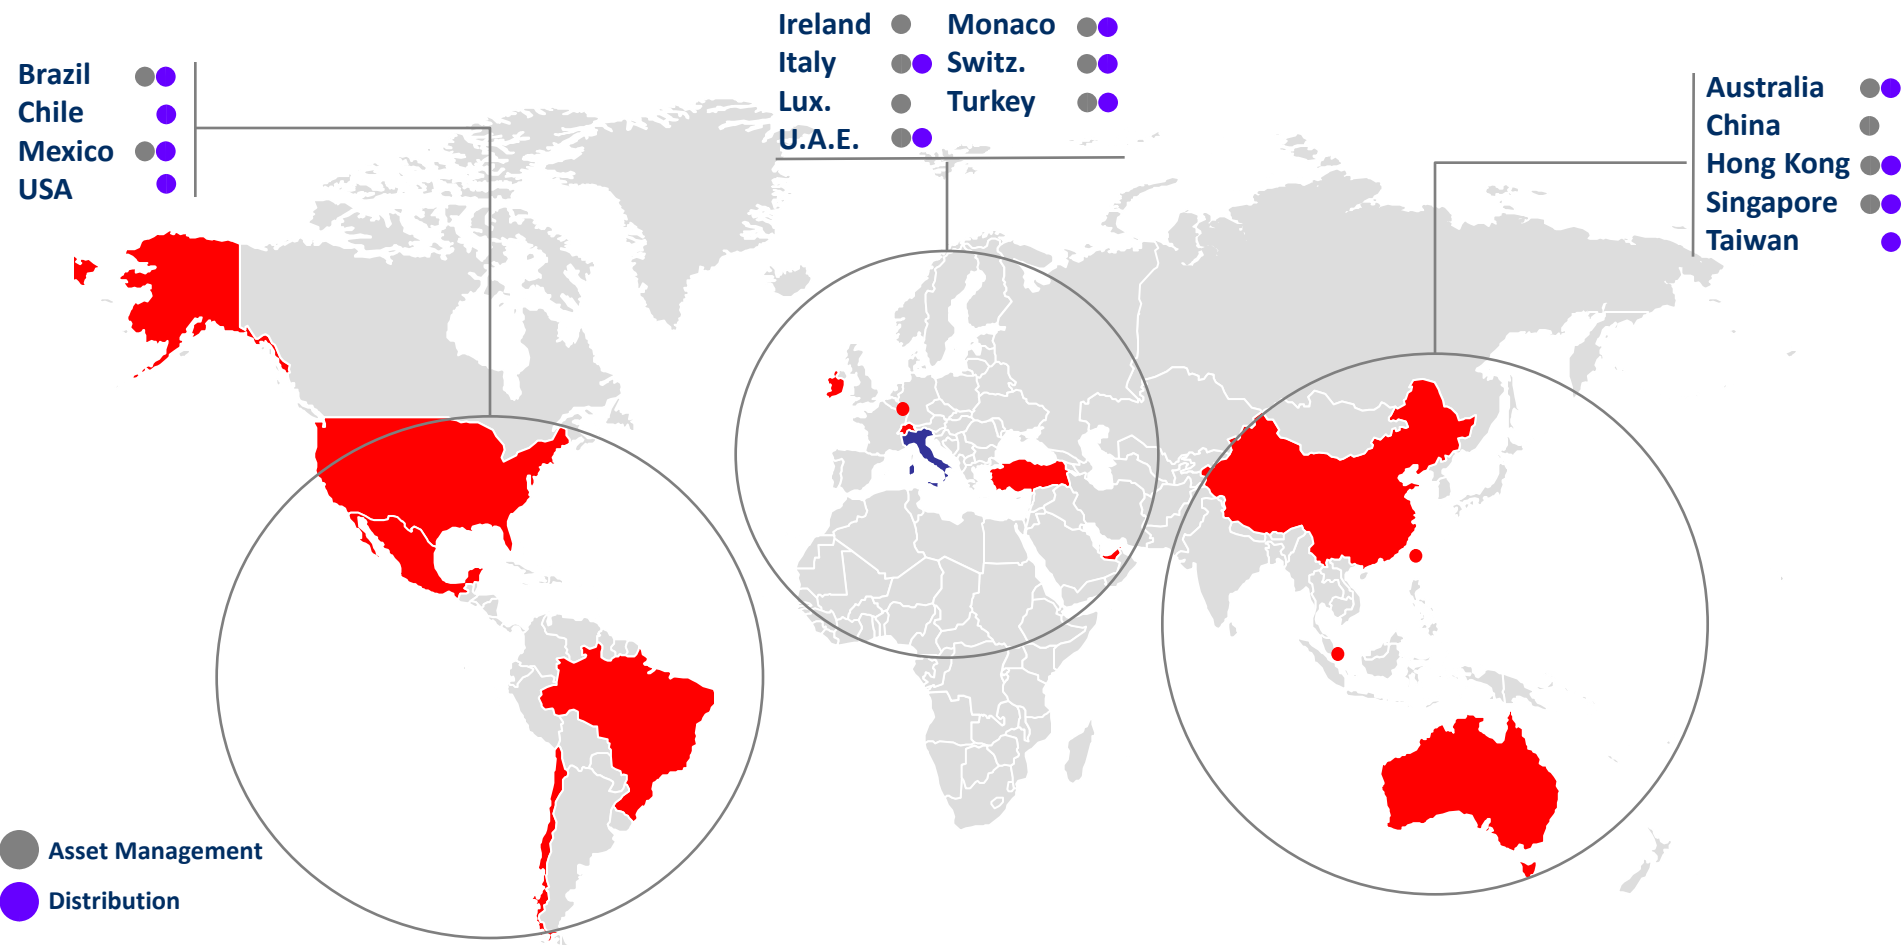 Ireland
Italy
Lux.
U.A.E.
Monaco
Switz.
Turkey
Brazil
Chile
Mexico
USA
Australia
China
Hong Kong
Singapore
Taiwan
Asset Management
Distribution